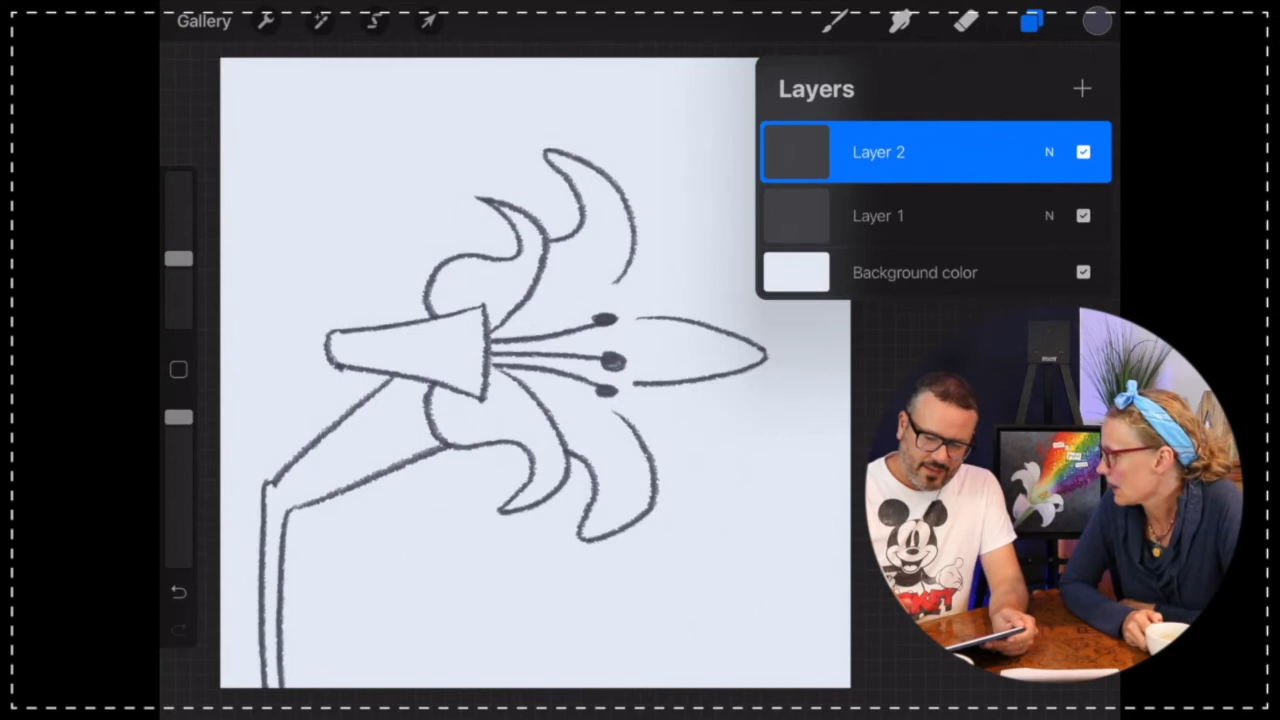 Gallery
Layers
Layer 2 N
Layer 1 N
Background color